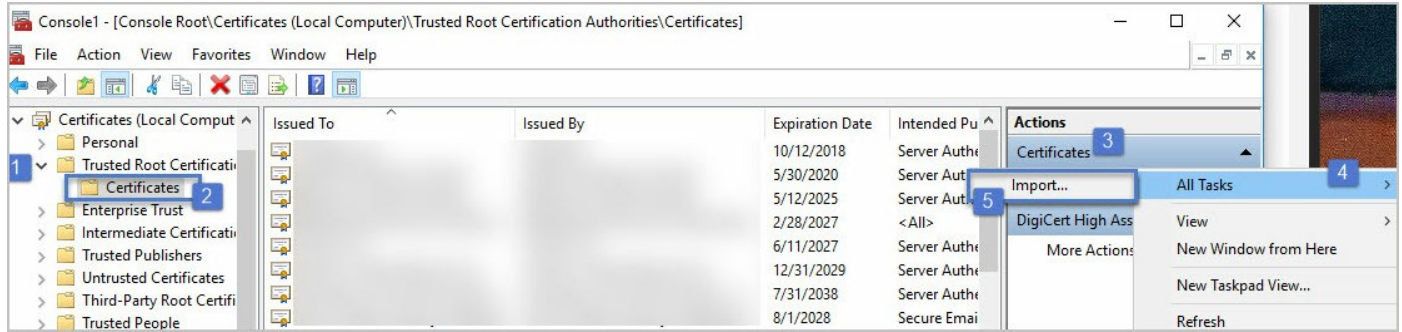 Console1 - [Console Root\Certificates (Local Computer)\Trusted Root Certification Authorities\Certificates]
File Action View Favorites Window Help
Certificates (Local Comput
Personal
1 Trusted Root Certificati
Certificates 2
Enterprise Trust
Intermediate Certificati
Trusted Publishers
Untrusted Certificates
Third-Party Root Certifi
Trusted People
Issued To Issued By Expiration Date Intended Pu
10/12/2018 Server Authe
5/30/2020 Server Aut
5/12/2025 Server Aut
2/28/2027 <All>
6/11/2027 Server Authe
12/31/2029 Server Authe
7/31/2038 Server Authe
8/1/2028 Secure Emai
Actions
Certificates 3
5 Import...
DigiCert High Ass
More Actions
All Tasks 4
View
New Window from Here
New Taskpad View...
Refresh